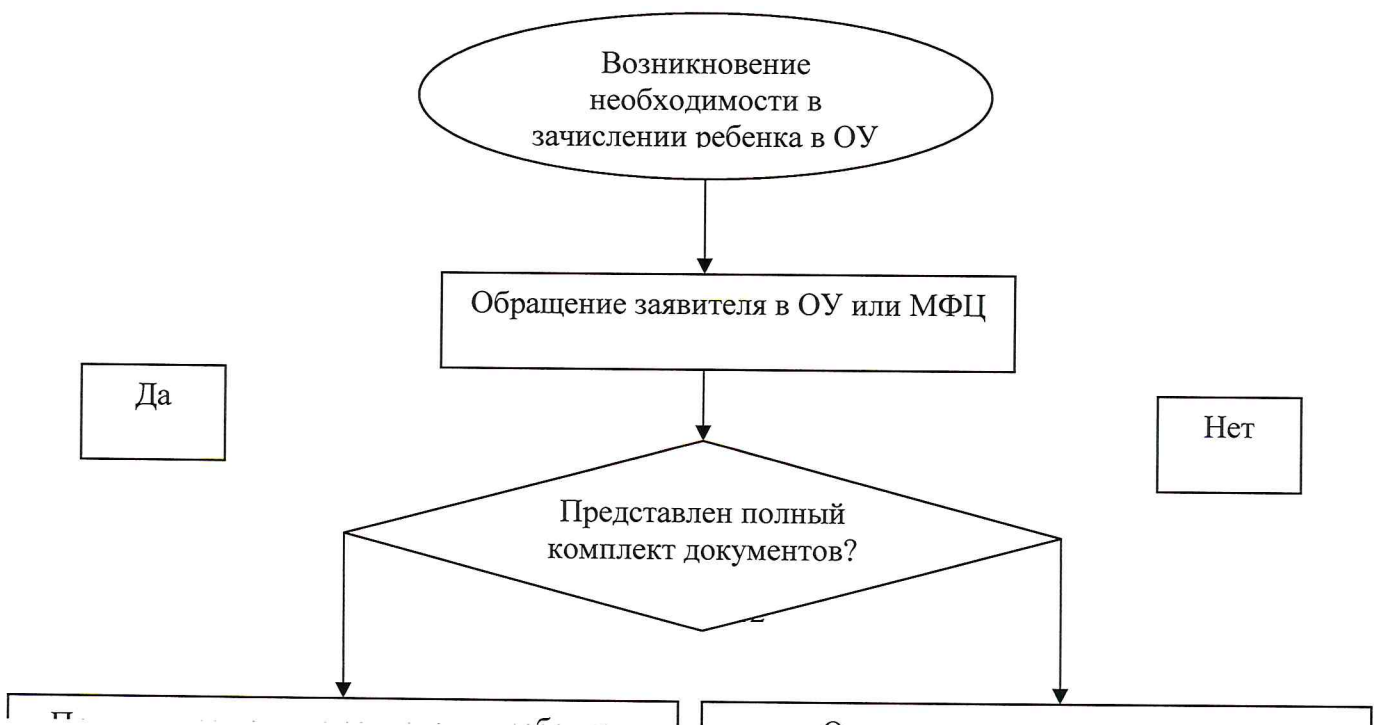 Возникновение
необходимости в
зачислении ребенка в ОУ
Обращение заявителя в ОУ или МФЦ
Да
Нет
Представлен полный
комплект документов?